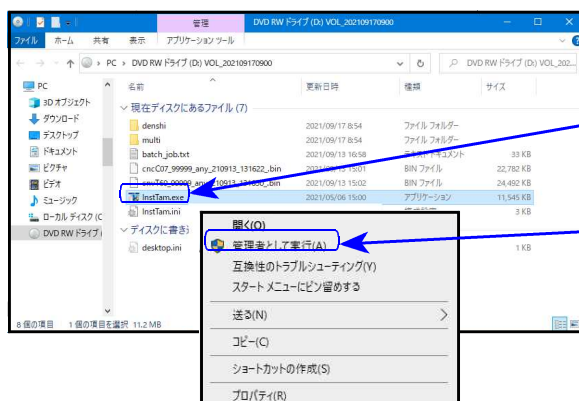 管理
DVD RW ドライブ (D:) VOL_202109170900
ファイル ホーム 共有 表示 アプリケーション ツール
PC > DVD RW ドライブ (D:) VOL_202109170900
DVD RW ドライブ (D:) VOL_202...
PC
3D オブジェクト
ダウンロード
デスクトップ
ドキュメント
ピクチャ
ビデオ
ミュージック
ローカル ディスク (C
DVD RW ドライブ (
名前 更新日時 種類 サイズ
現在ディスクにあるファイル (7)
denshi 2021/09/17 8:54 ファイル フォルダー
multi 2021/09/17 8:54 ファイル フォルダー
batch_job.txt 2021/09/13 16:58 テキスト ドキュメント 33 KB
cncC07_99999_any_210913_131622_.bin 2021/09/13 15:01 BIN ファイル 22,782 KB
2021/09/13 15:02 BIN ファイル 24,492 KB
InstTam.exe 2021/05/06 15:00 アプリケーション 11,545 KB
InstTam.ini 3 KB
ディスクに書き
desktop.ini 1 KB
開く(O)
管理者として実行(A)
互換性のトラブルシューティング(Y)
スタート メニューにピン留めする
送る(N)
コピー(C)
ショートカットの作成(S)
プロパティ(R)
8 個の項目 1 個の項目を選択 11.2 MB